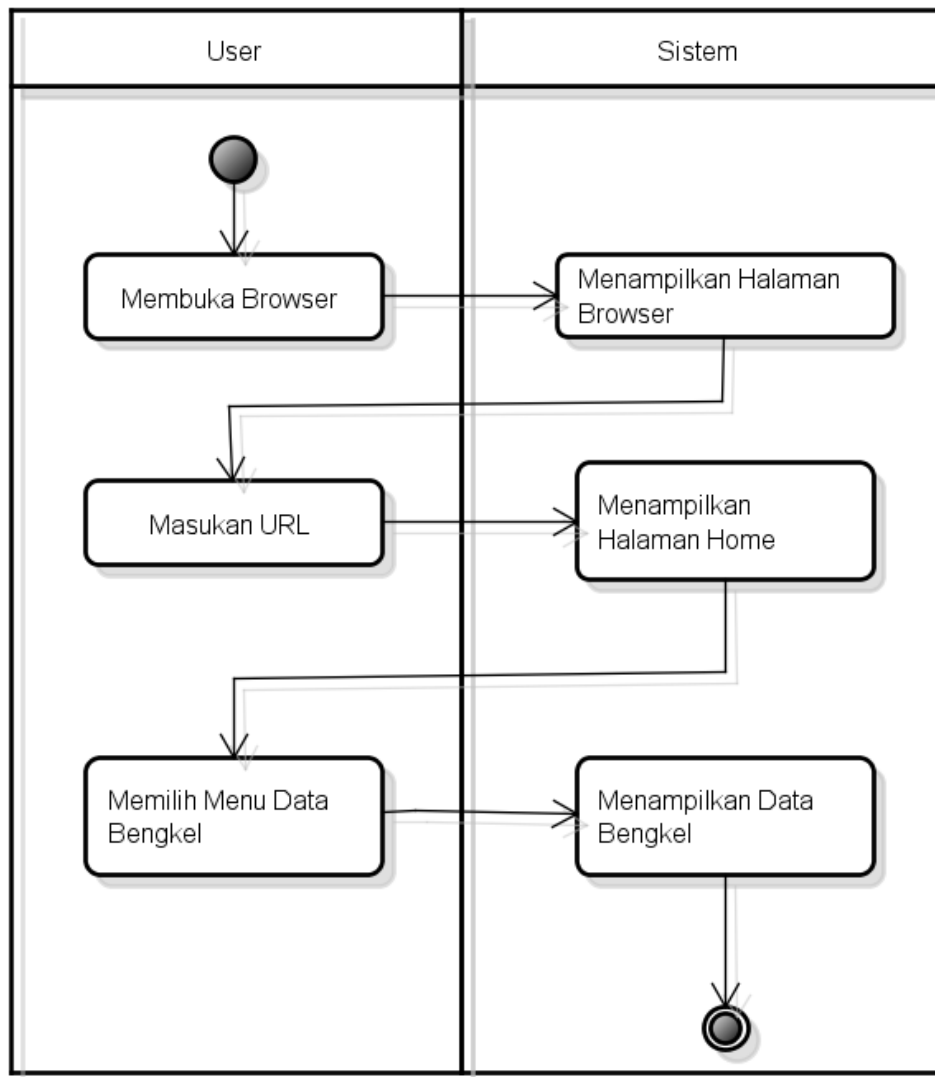 User
Sistem
Membuka Browser
Menampilkan Halaman
Browser
Masukan URL
Menampilkan
Halaman Home
Memilih Menu Data
Bengkel
Menampilkan Data
Bengkel